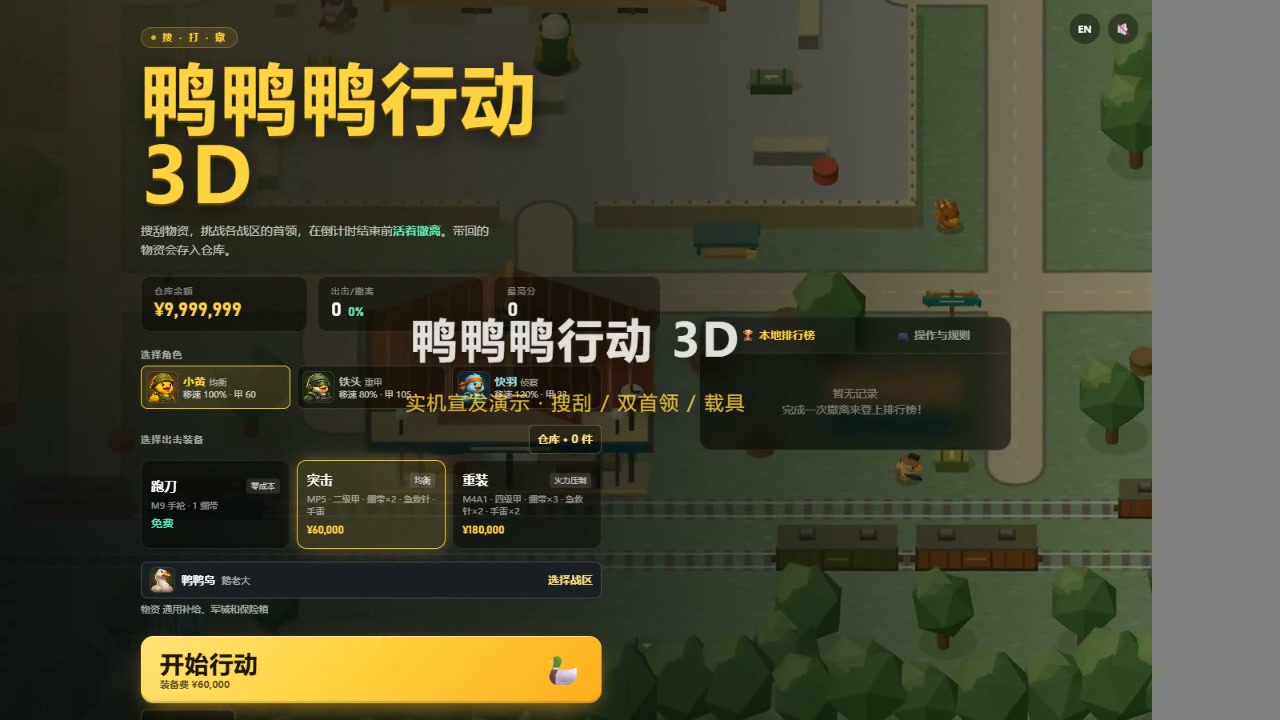 搜 · 打 · 意
EN
鸭鸭鸭行动
3D
搜刮物资，挑战各战区的首领，在倒计时结束前活着撤离。带回的
物资会存入仓库。
仓库余额
¥9,999,999
出击/撤离
0 0%
最高分
0
鸭鸭鸭行动 3D
实机宣发演示 · 搜刮 / 双首领 / 载具
选择角色
小黄 均衡
移速 100% · 甲 60
铁头 重甲
移速 80% · 甲 105
快羽 侦察
移速 120% · 甲
本地排行榜
操作与规则
暂无记录
完成一次撤离来登上排行榜！
选择出击装备
仓库 • 0 件
跑刀 零成本
M9 手枪 · 1 绷带
免费
突击 均衡
MP5 · 二级甲 · 绷带×2 · 急救针 ·
手雷
¥60,000
重装 火力压制
M4A1 · 四级甲 · 绷带×3 · 急救
针×2 · 手雷×2
¥180,000
鸭鸭岛 鹅老大
选择战区
物资 通用补给、军械和保险箱
开始行动
装备费 ¥60,000